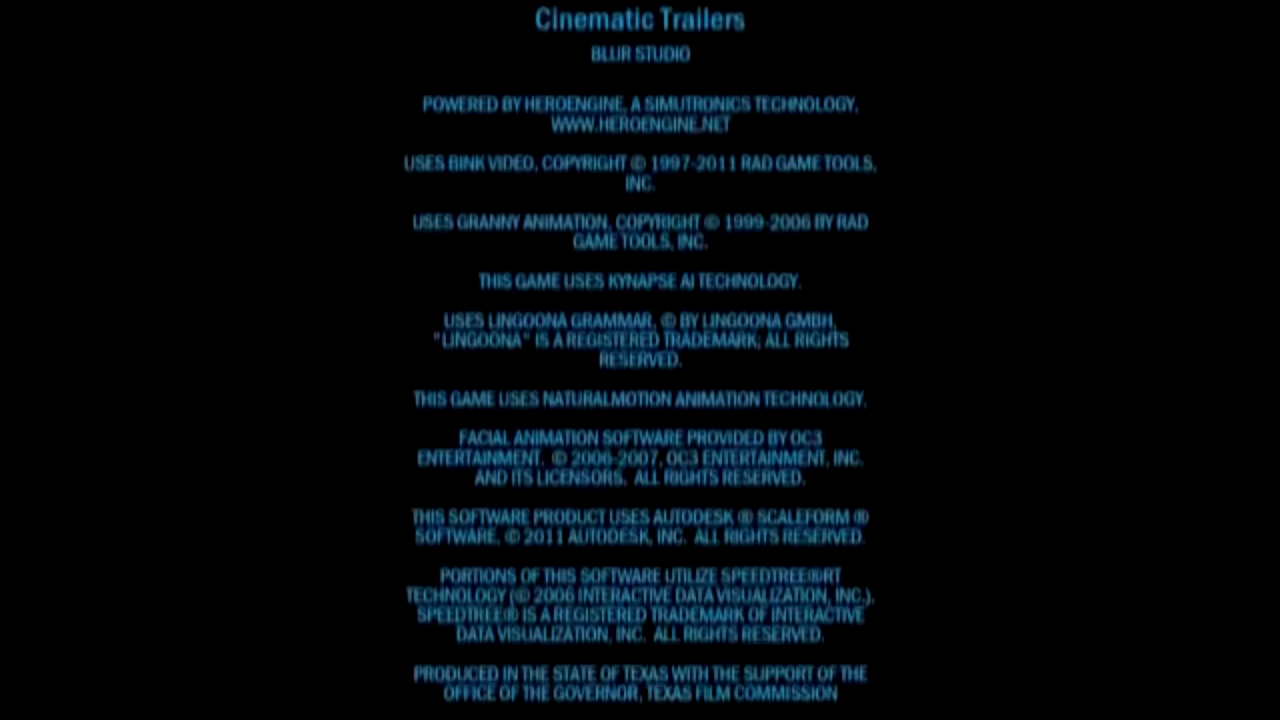 Cinematic Trailers
BLUR STUDIO
POWERED BY HEROENGINE, A SIMUTRONICS TECHNOLOGY,
WWW.HEROENGINE.NET
USES BINK VIDEO, COPYRIGHT © 1997-2011 RAD GAME TOOLS,
INC.
USES GRANNY ANIMATION, COPYRIGHT © 1999-2006 BY RAD
GAME TOOLS, INC.
THIS GAME USES KYNAPSE AI TECHNOLOGY.
USES LINGOONA GRAMMAR, © BY LINGOONA GMBH,
"LINGOONA" IS A REGISTERED TRADEMARK, ALL RIGHTS
RESERVED.
THIS GAME USES NATURALMOTION ANIMATION TECHNOLOGY.
FACIAL ANIMATION SOFTWARE PROVIDED BY OC3
ENTERTAINMENT. © 2006-2007, OC3 ENTERTAINMENT, INC.
AND ITS LICENSORS. ALL RIGHTS RESERVED.
THIS SOFTWARE PRODUCT USES AUTODESK ® SCALEFORM ®
SOFTWARE, © 2011 AUTODESK, INC. ALL RIGHTS RESERVED.
PORTIONS OF THIS SOFTWARE UTILIZE SPEEDTREE®RT
TECHNOLOGY (© 2006 INTERACTIVE DATA VISUALIZATION, INC.).
SPEEDTREE® IS A REGISTERED TRADEMARK OF INTERACTIVE
DATA VISUALIZATION, INC. ALL RIGHTS RESERVED.
PRODUCED IN THE STATE OF TEXAS WITH THE SUPPORT OF THE
OFFICE OF THE GOVERNOR, TEXAS FILM COMMISSION